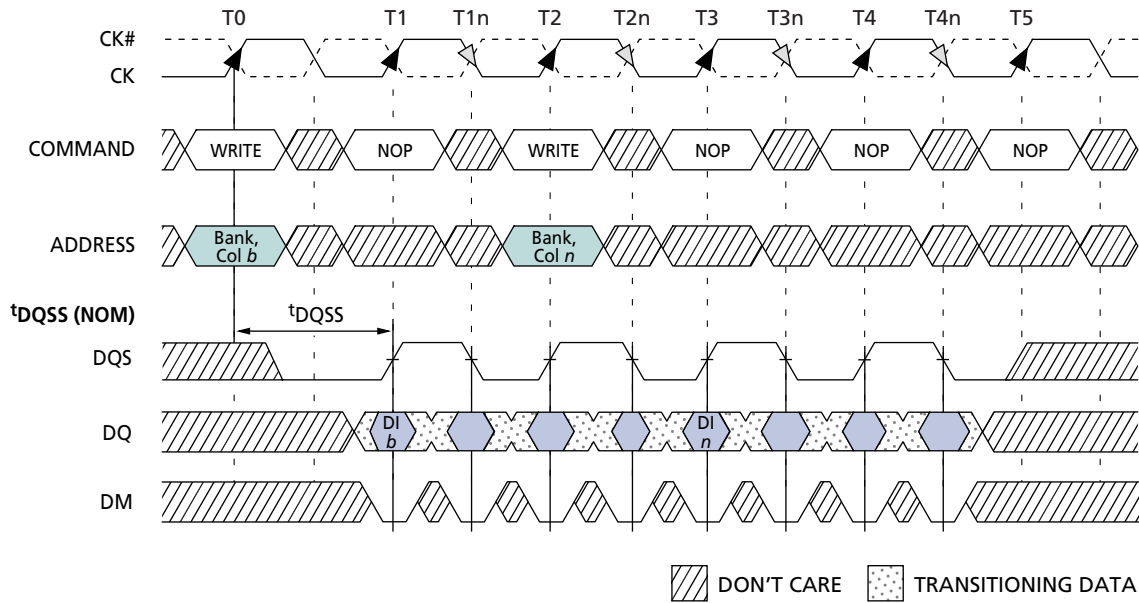 T0 T1 T1n T2 T2n T3 T3n T4 T4n T5
CK#
CK
COMMAND WRITE NOP WRITE NOP NOP NOP
ADDRESS Bank, Col b Bank, Col n
tDQSS (NOM) tDQSS
DQS
DQ DI b DI n
DM
DON'T CARE TRANSITIONING DATA